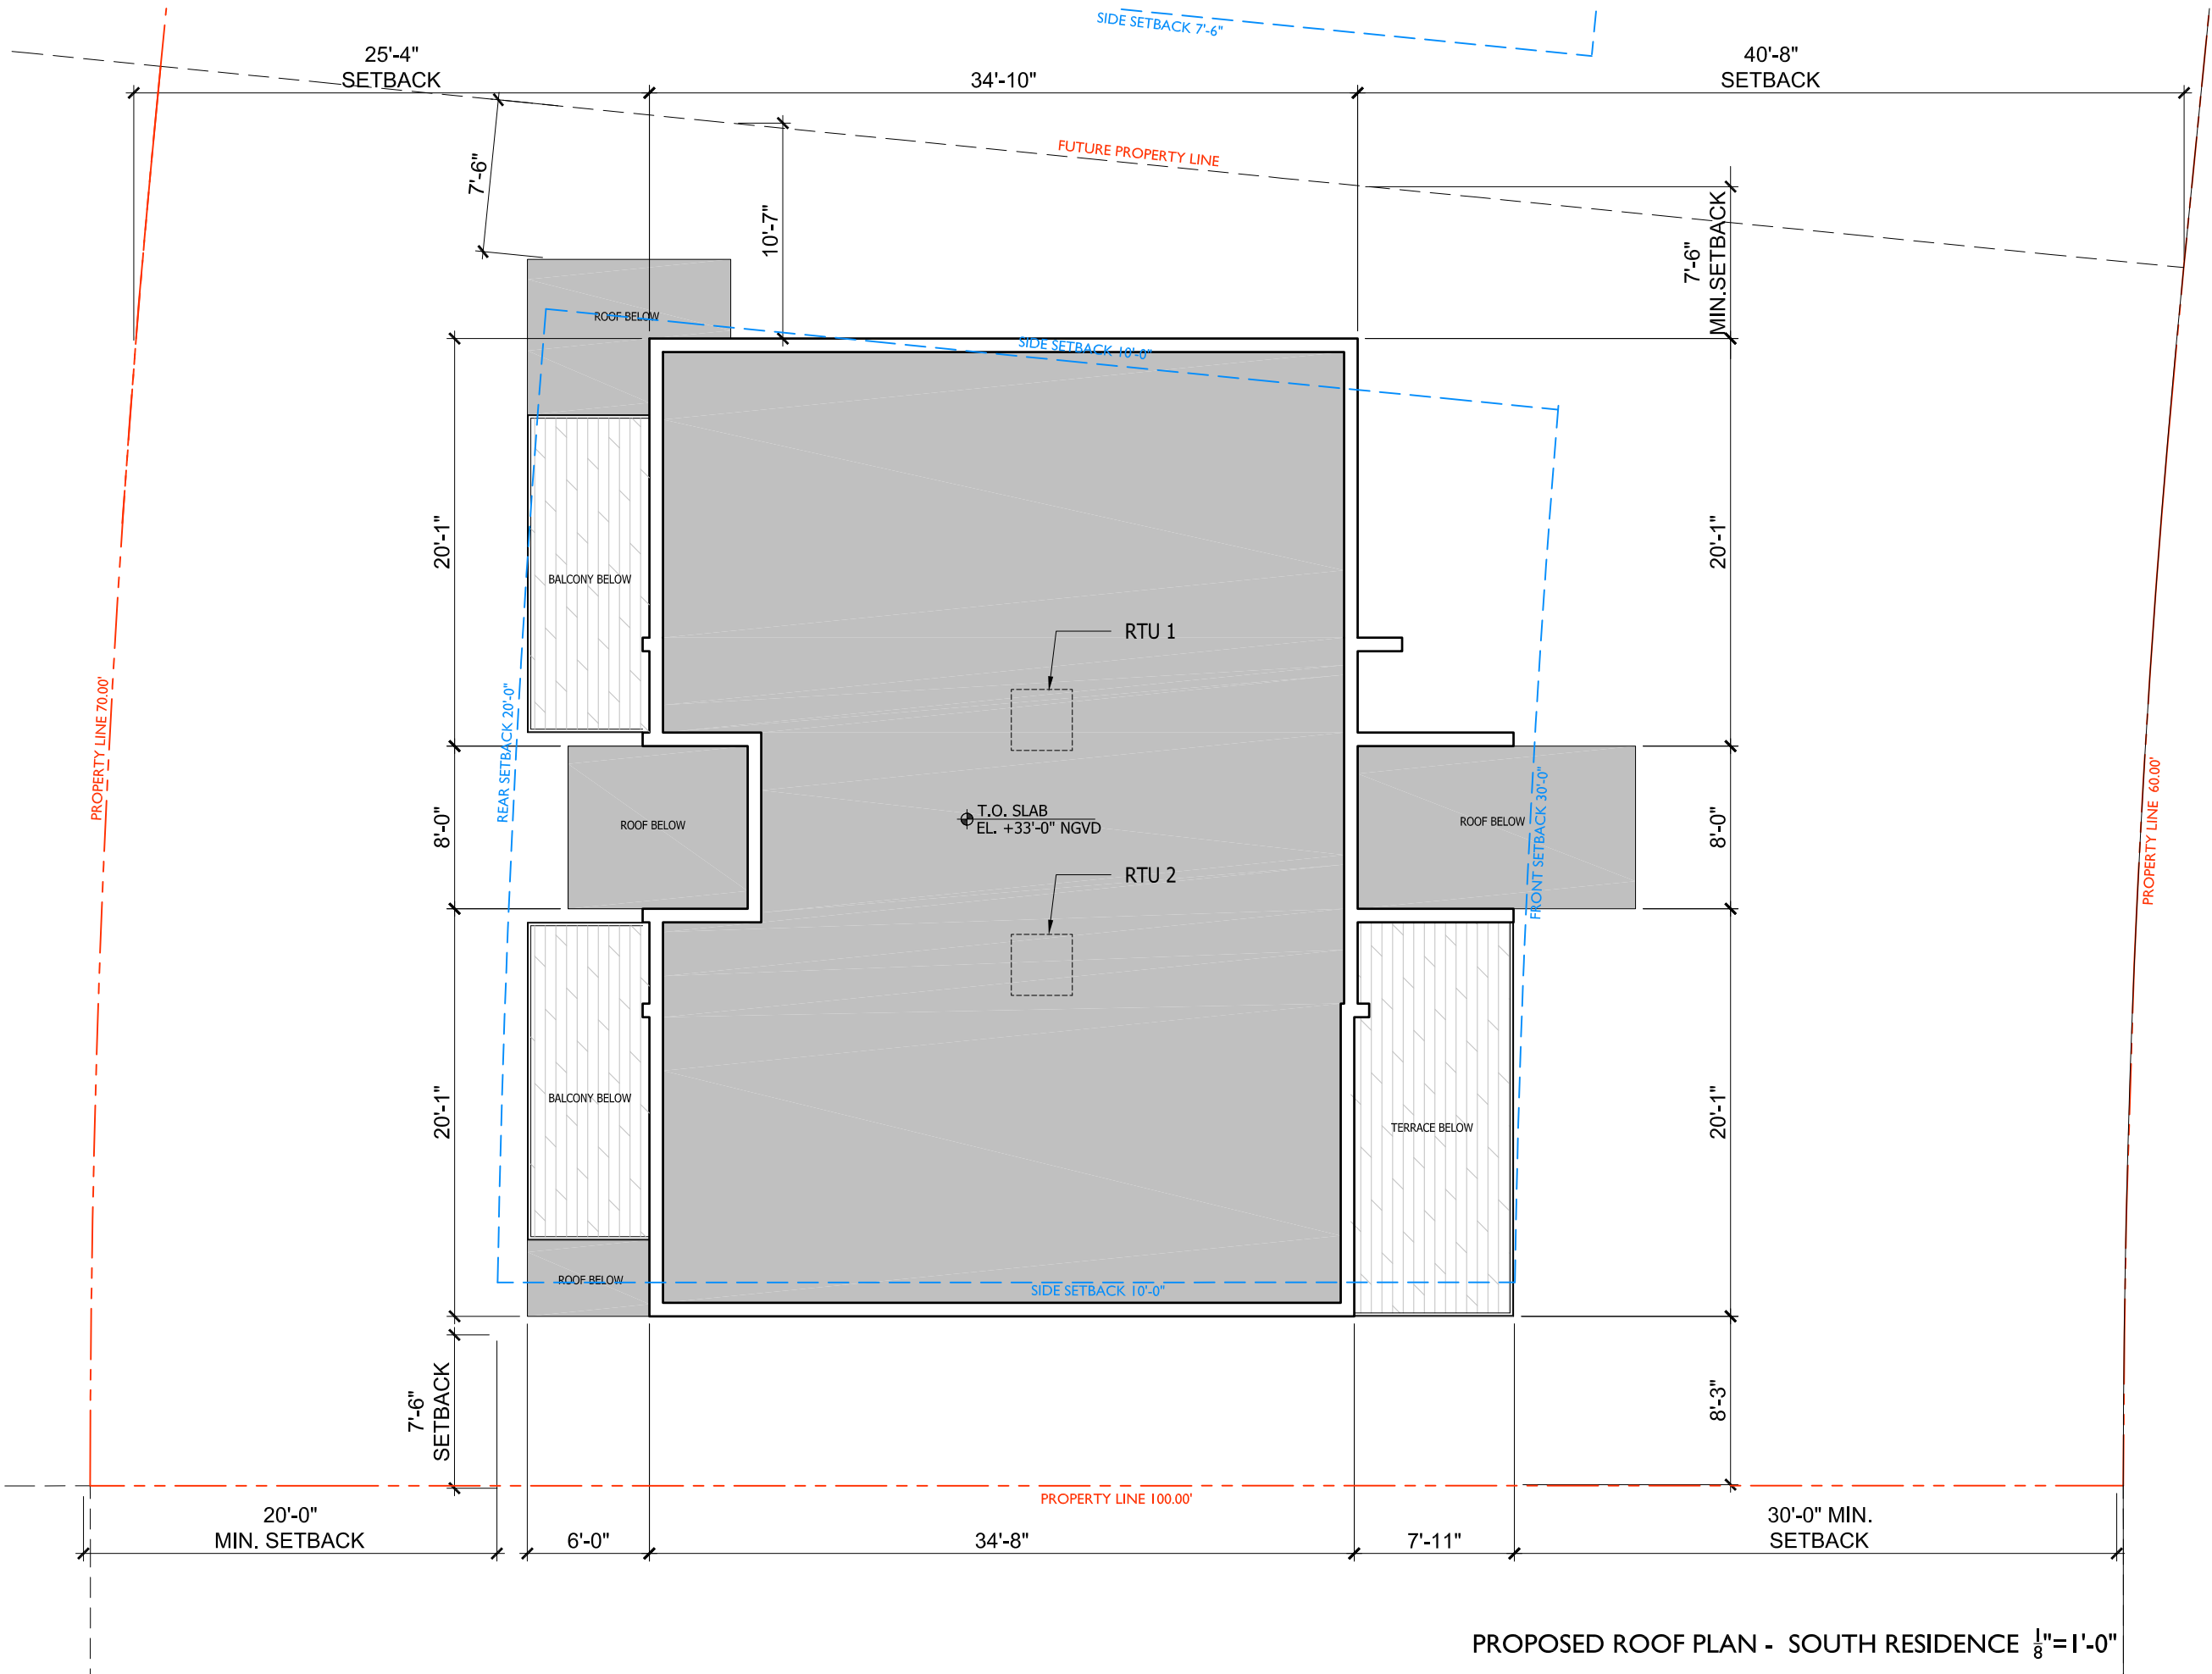 SIDE SETBACK 7'-6"
25'-4"
SETBACK
34'-10"
40'-8"
SETBACK
FUTURE PROPERTY LINE
7'-6"
10'-7"
7'-6"
MIN.SETBACK
ROOF BELOW
SIDE SETBACK 10'-0"
20'-1"
20'-1"
BALCONY BELOW
RTU 1
PROPERTY LINE 70.00'
REAR SETBACK 20'-0"
8'-0"
ROOF BELOW
T.O. SLAB
EL. +33'-0" NGVD
ROOF BELOW
FRONT SETBACK 30'-0"
8'-0"
PROPERTY LINE 60.00'
RTU 2
20'-1"
BALCONY BELOW
TERRACE BELOW
20'-1"
ROOF BELOW
SIDE SETBACK 10'-0"
7'-6"
SETBACK
8'-3"
PROPERTY LINE 100.00'
20'-0"
MIN. SETBACK
6'-0"
34'-8"
7'-11"
30'-0" MIN.
SETBACK
PROPOSED ROOF PLAN - SOUTH RESIDENCE 1/8"=1'-0"